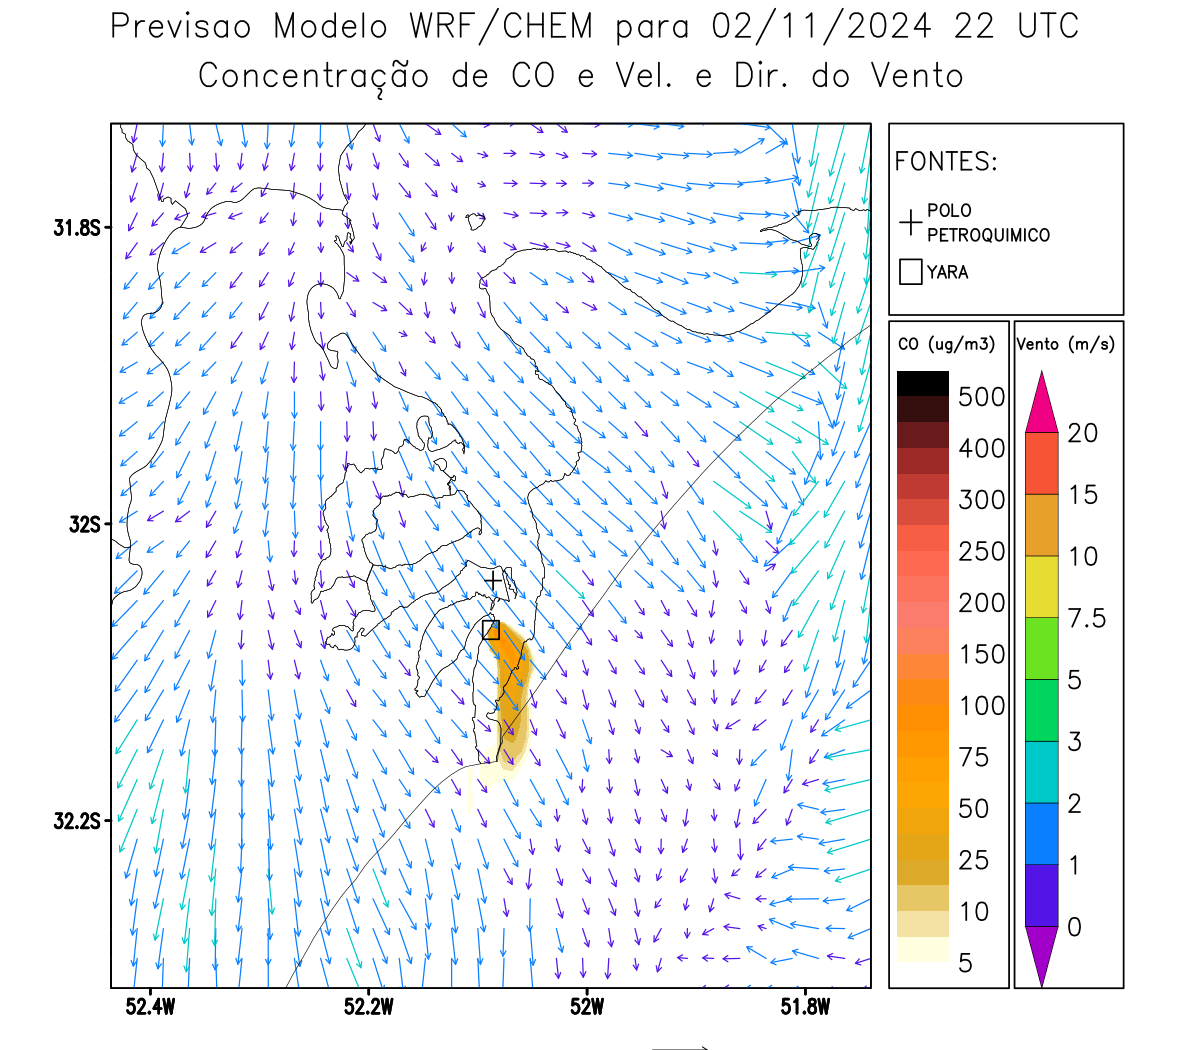 Previsao Modelo WRF/CHEM para 02/11/2024 22 UTC
Concentração de CO e Vel. e Dir. do Vento
FONTES:
POLO
PETROQUIMICO
YARA
CO (ug/m3)
500
400
300
250
200
150
100
75
50
25
10
5
Vento (m/s)
20
15
10
7.5
5
3
2
1
0
31.8S
32S
32.2S
52.4W
52.2W
52W
51.8W